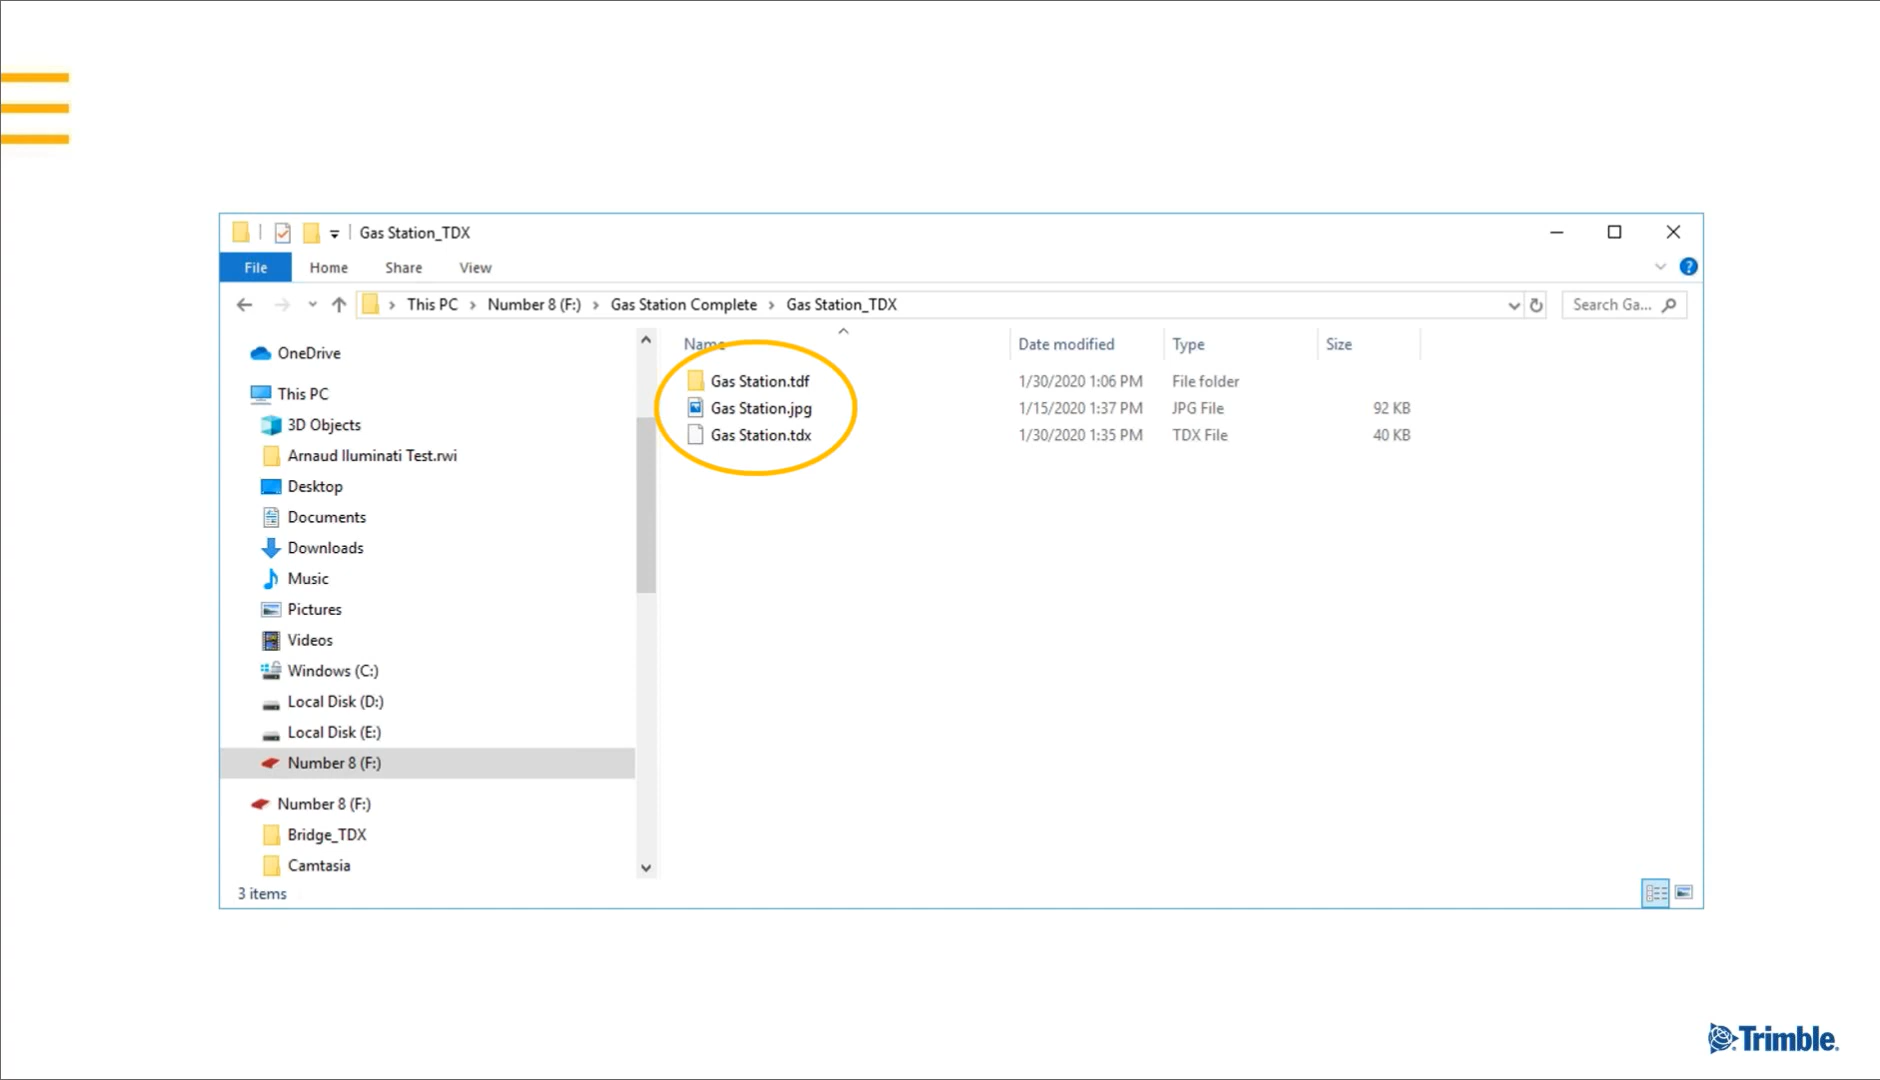 Gas Station_TDX
File Home Share View
This PC Number 8 (F:) Gas Station Complete Gas Station_TDX Search Ga...
Name Date modified Type Size
Gas Station.tdf 1/30/2020 1:06 PM File folder
Gas Station.jpg 1/15/2020 1:37 PM JPG File 92 KB
Gas Station.tdx 1/30/2020 1:35 PM TDX File 40 KB
OneDrive
This PC
3D Objects
Arnaud Iluminati Test.rwi
Desktop
Documents
Downloads
Music
Pictures
Videos
Windows (C:)
Local Disk (D:)
Local Disk (E:)
Number 8 (F:)
Number 8 (F:)
Bridge_TDX
Camtasia
3 items
Trimble.